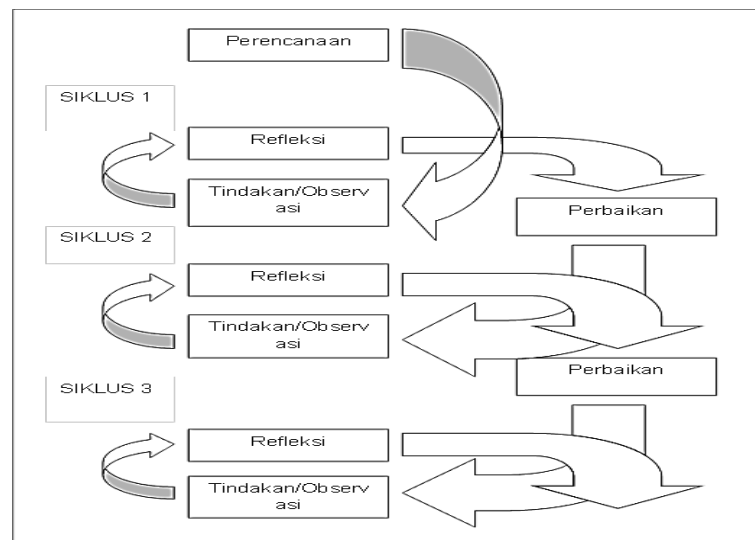 Perencanaan
SIKLUS 1
Refleksi
Tindakan/Observ
asi
Perbaikan
SIKLUS 2
Refleksi
Tindakan/Observ
asi
Perbaikan
SIKLUS 3
Refleksi
Tindakan/Observ
asi